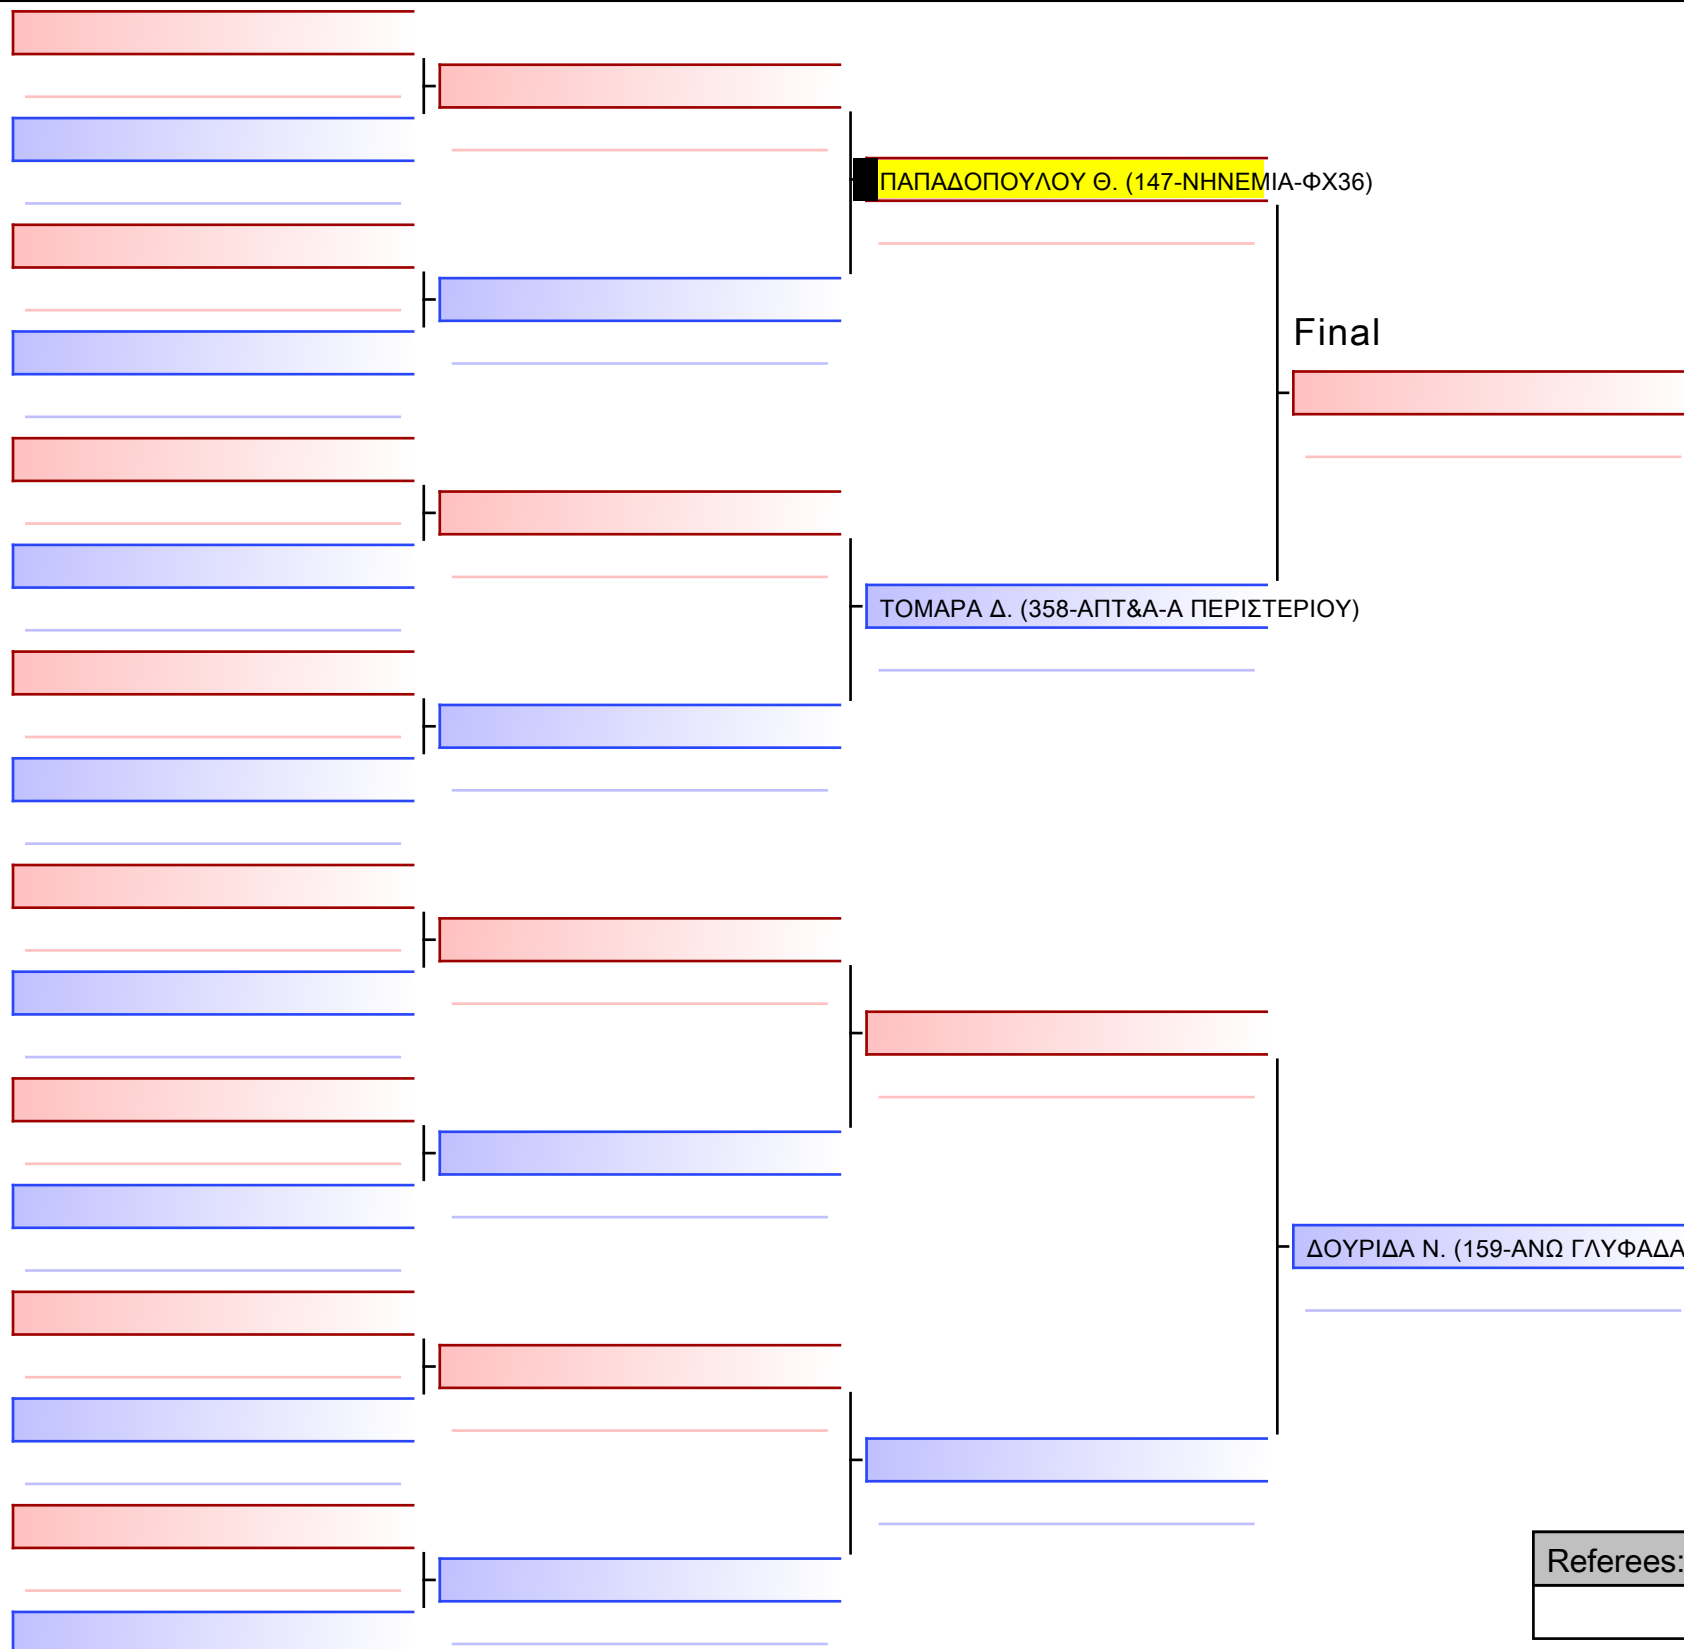 ΠΑΠΑΔΟΠΟΥΛΟΥ Θ. (147-ΝΗΝΕΜΙΑ-ΦΧ36)
Final
ΤΟΜΑΡΑ Δ. (358-ΑΠΤ&Α-Α ΠΕΡΙΣΤΕΡΙΟΥ)
ΔΟΥΡΙΔΑ Ν. (159-ΑΝΩ ΓΛΥΦΑΔΑ
Referees: